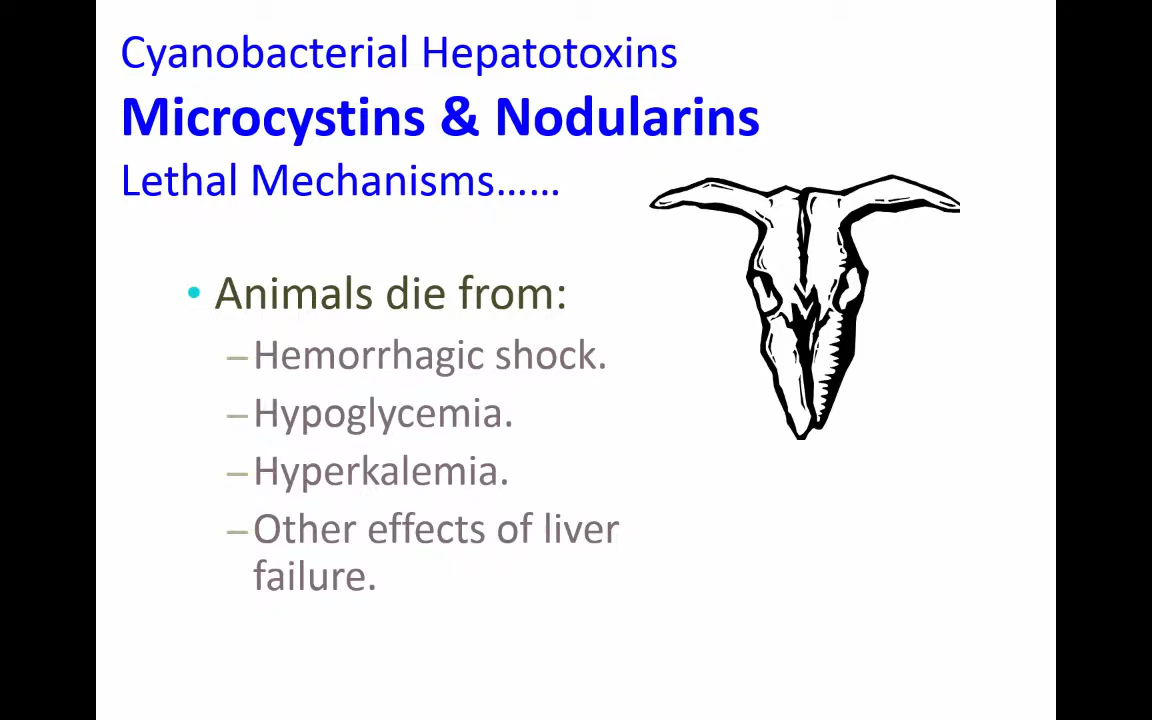 Cyanobacterial Hepatotoxins
Microcystins & Nodularins
Lethal Mechanisms……
• Animals die from:
–Hemorrhagic shock.
–Hypoglycemia.
–Hyperkalemia.
–Other effects of liver
failure.